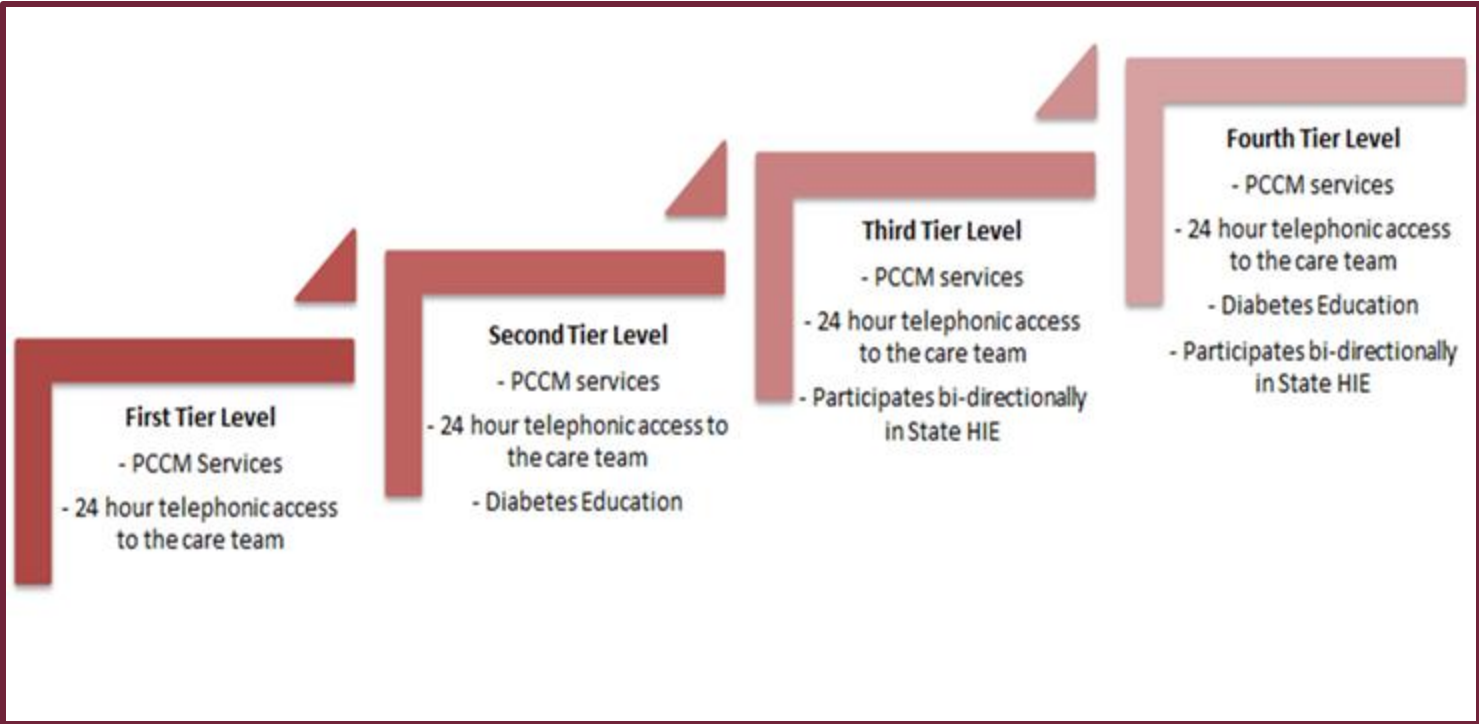 First Tier Level
- PCCM Services
- 24 hour telephonic access
to the care team
Second Tier Level
- PCCM services
- 24 hour telephonic access to
the care team
- Diabetes Education
Third Tier Level
- PCCM services
- 24 hour telephonic access
to the care team
- Participates bi-directionally
in State HIE
Fourth Tier Level
- PCCM services
- 24 hour telephonic access
to the care team
- Diabetes Education
- Participates bi-directionally
in State HIE